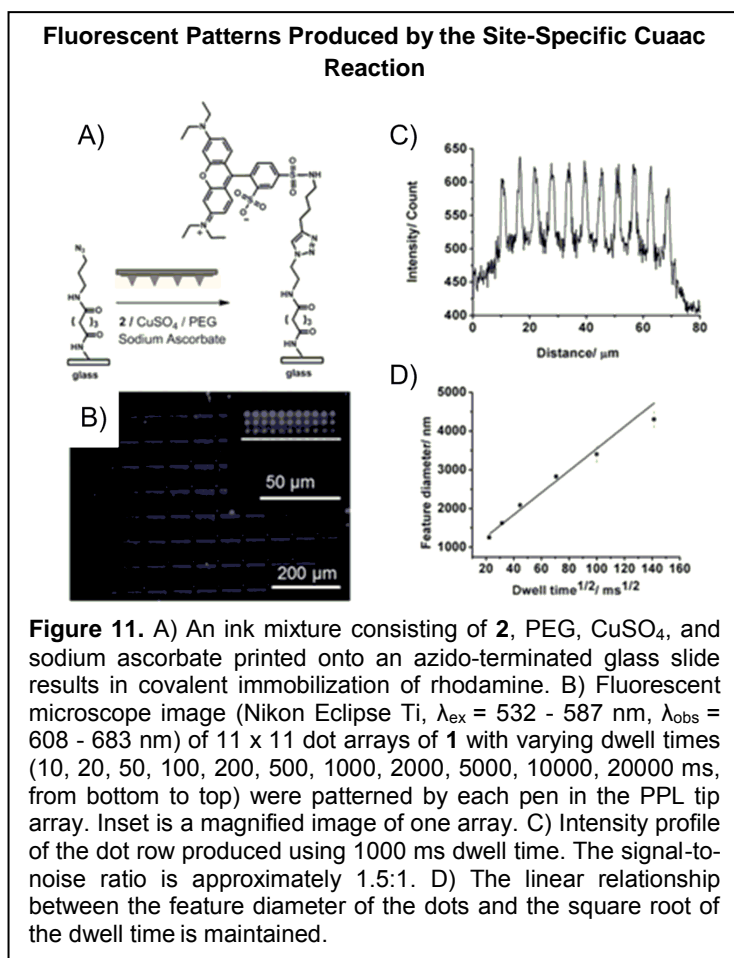 Fluorescent Patterns Produced by the Site-Specific Cuaac
Reaction
A)
N₃
HN
O
( )₃
O
HN
glass
2 / CuSO₄ / PEG
Sodium Ascorbate
N
O
N⁺
O
S
O
O⁻
O
S
O
NH
N
N
N
HN
O
( )₃
O
HN
glass
B)
50 µm
200 µm
C)
Intensity/ Count
650
600
550
500
450
400
0 20 40 60 80
Distance/ µm
D)
Feature diameter/ nm
5000
4000
3000
2000
1000
20 40 60 80 100 120 140 160
Dwell time¹/²/ ms¹/²
Figure 11. A) An ink mixture consisting of 2, PEG, CuSO₄, and
sodium ascorbate printed onto an azido-terminated glass slide
results in covalent immobilization of rhodamine. B) Fluorescent
microscope image (Nikon Eclipse Ti, λex = 532 - 587 nm, λobs =
608 - 683 nm) of 11 x 11 dot arrays of 1 with varying dwell times
(10, 20, 50, 100, 200, 500, 1000, 2000, 5000, 10000, 20000 ms,
from bottom to top) were patterned by each pen in the PPL tip
array. Inset is a magnified image of one array. C) Intensity profile
of the dot row produced using 1000 ms dwell time. The signal-to-
noise ratio is approximately 1.5:1. D) The linear relationship
between the feature diameter of the dots and the square root of
the dwell time is maintained.